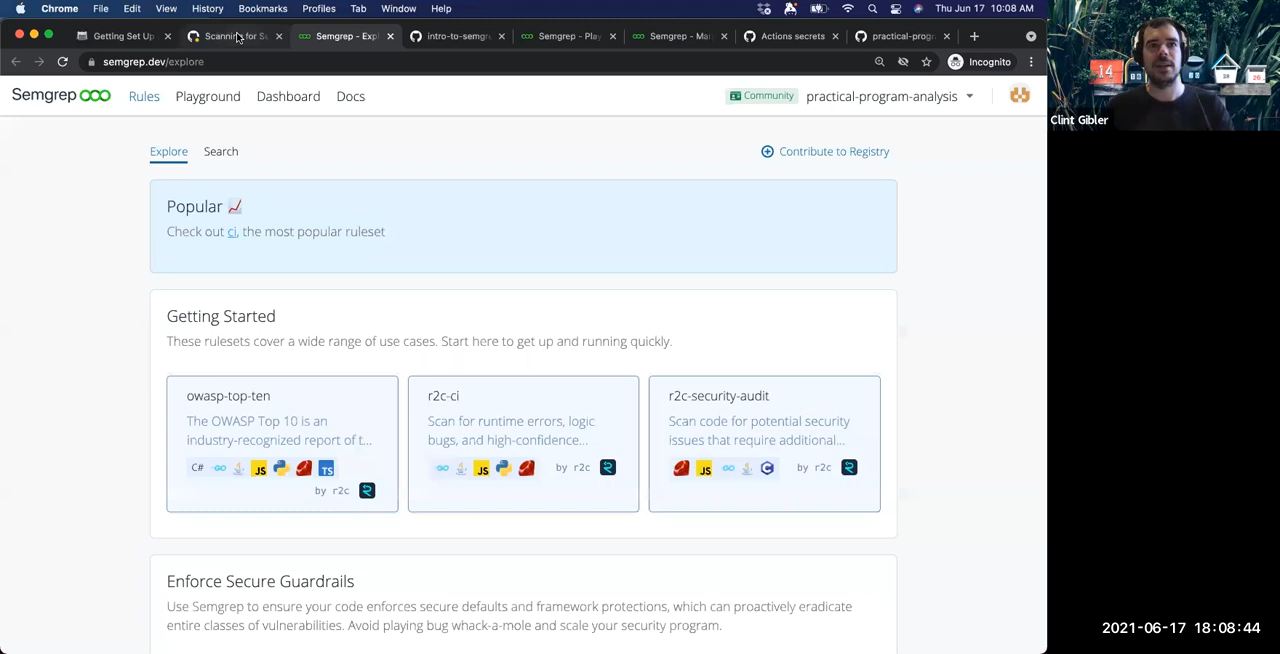 Chrome File Edit View History Bookmarks Profiles Tab Window Help Thu Jun 17 10:08 AM
Getting Set Up Scanning for S Semgrep - Expl intro-to-semgre Semgrep - Play Semgrep - Mat Actions secrets practical-progr
semgrep.dev/explore Incognito
Semgrep Rules Playground Dashboard Docs Community practical-program-analysis
Explore Search Contribute to Registry
Popular
Check out ci, the most popular ruleset
Getting Started
These rulesets cover a wide range of use cases. Start here to get up and running quickly.
owasp-top-ten
The OWASP Top 10 is an
industry-recognized report of t...
C# JS TS
by r2c
r2c-ci
Scan for runtime errors, logic
bugs, and high-confidence...
JS by r2c
r2c-security-audit
Scan code for potential security
issues that require additional...
JS C by r2c
Enforce Secure Guardrails
Use Semgrep to ensure your code enforces secure defaults and framework protections, which can proactively eradicate
entire classes of vulnerabilities. Avoid playing bug whack-a-mole and scale your security program.
14
Clint Gibler
2021-06-17 18:08:44